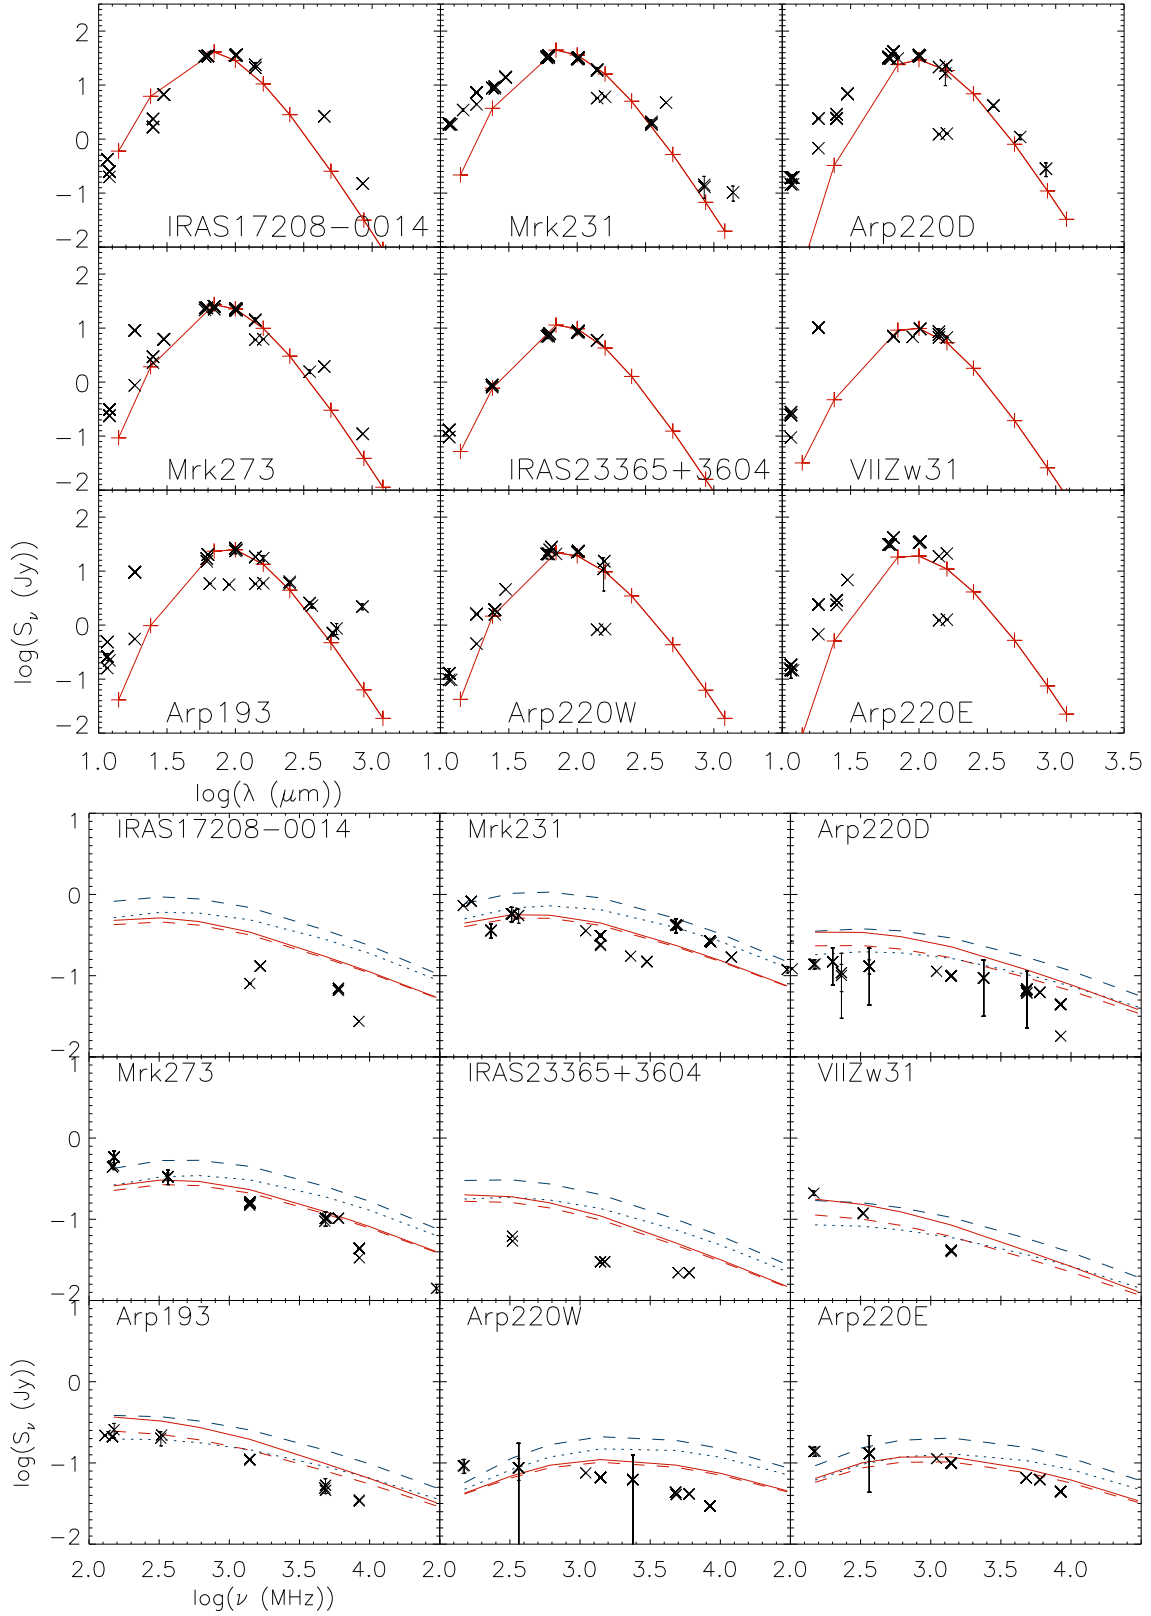 2
1
0
−1
−2
IRAS17208−0014
Mrk231
Arp220D
2
1
0
−1
−2
Mrk273
IRAS23365+3604
VIIZw31
2
1
0
−1
−2
log(Sν (Jy))
Arp193
Arp220W
Arp220E
1.0 1.5 2.0 2.5 3.0 1.0 1.5 2.0 2.5 3.0 1.0 1.5 2.0 2.5 3.0 3.5
log(λ (μm))
1
0
−1
−2
IRAS17208−0014
Mrk231
Arp220D
1
0
−1
−2
Mrk273
IRAS23365+3604
VIIZw31
1
0
−1
−2
log(Sν (Jy))
Arp193
Arp220W
Arp220E
2.0 2.5 3.0 3.5 4.0 2.0 2.5 3.0 3.5 4.0 2.0 2.5 3.0 3.5 4.0
log(ν (MHz))